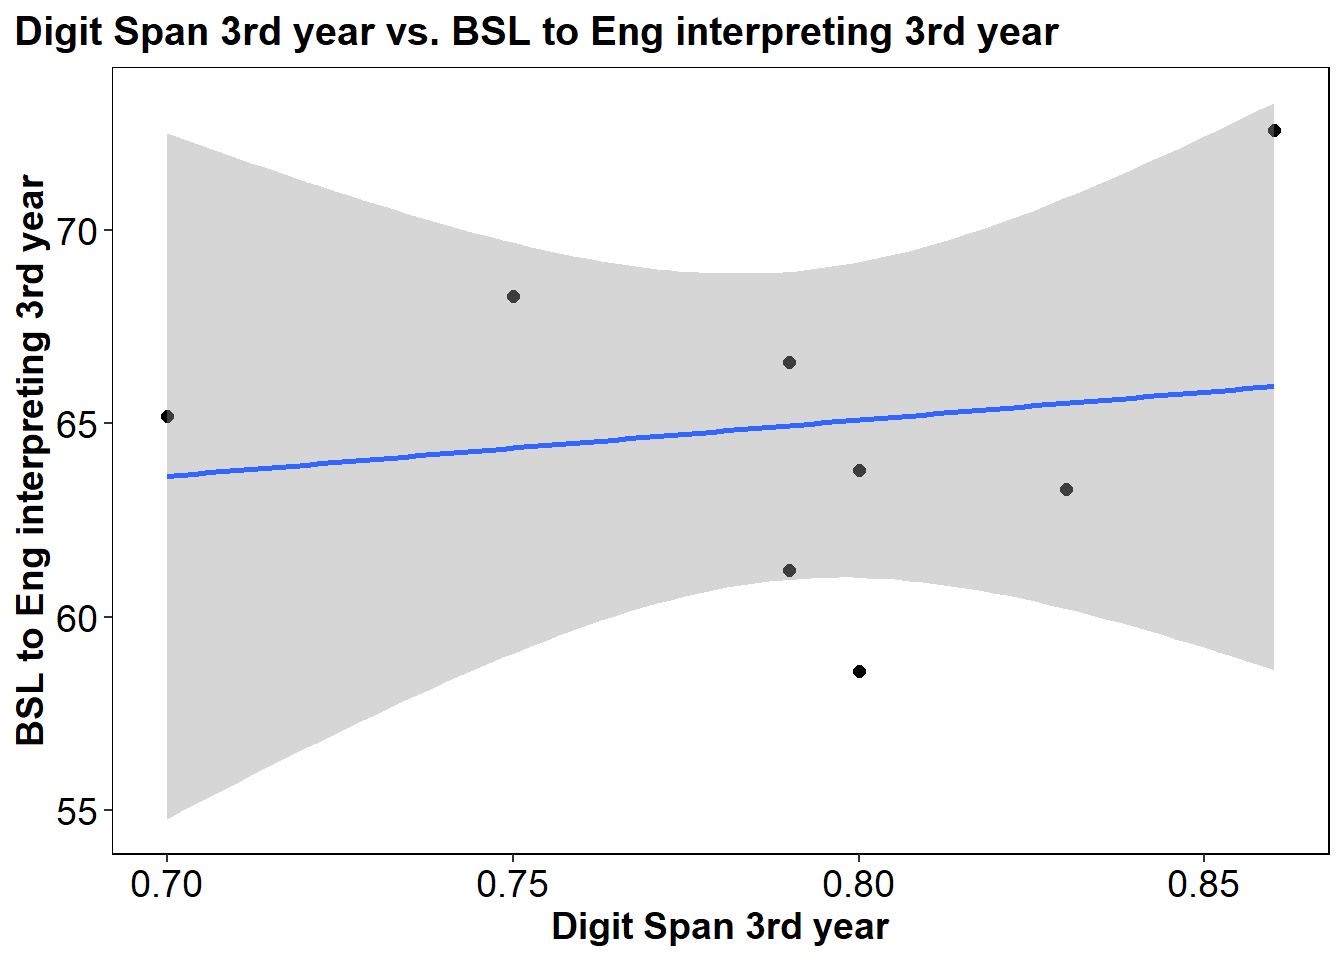 Digit Span 3rd year vs. BSL to Eng interpreting 3rd year
BSL to Eng interpreting 3rd year
70
65
60
55
0.70 0.75 0.80 0.85
Digit Span 3rd year